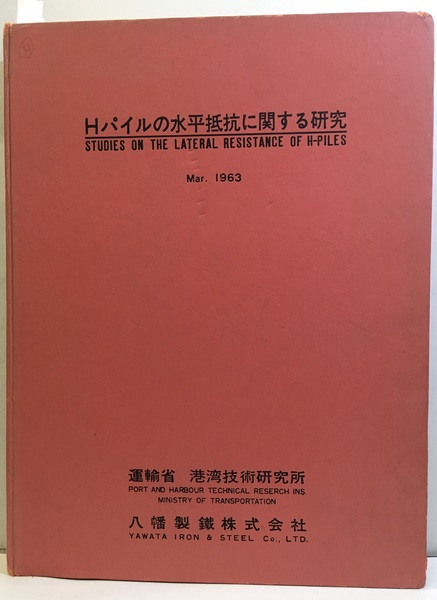 Hパイルの水平抵抗に関する研究
STUDIES ON THE LATERAL RESISTANCE OF H-PILES
Mar. 1963
運輸省 港湾技術研究所
PORT AND HARBOUR TECHNICAL RESERCH INS
MINISTRY OF TRANSPORTATION
八幡製鐵株式会社
YAWATA IRON & STEEL Co., LTD.